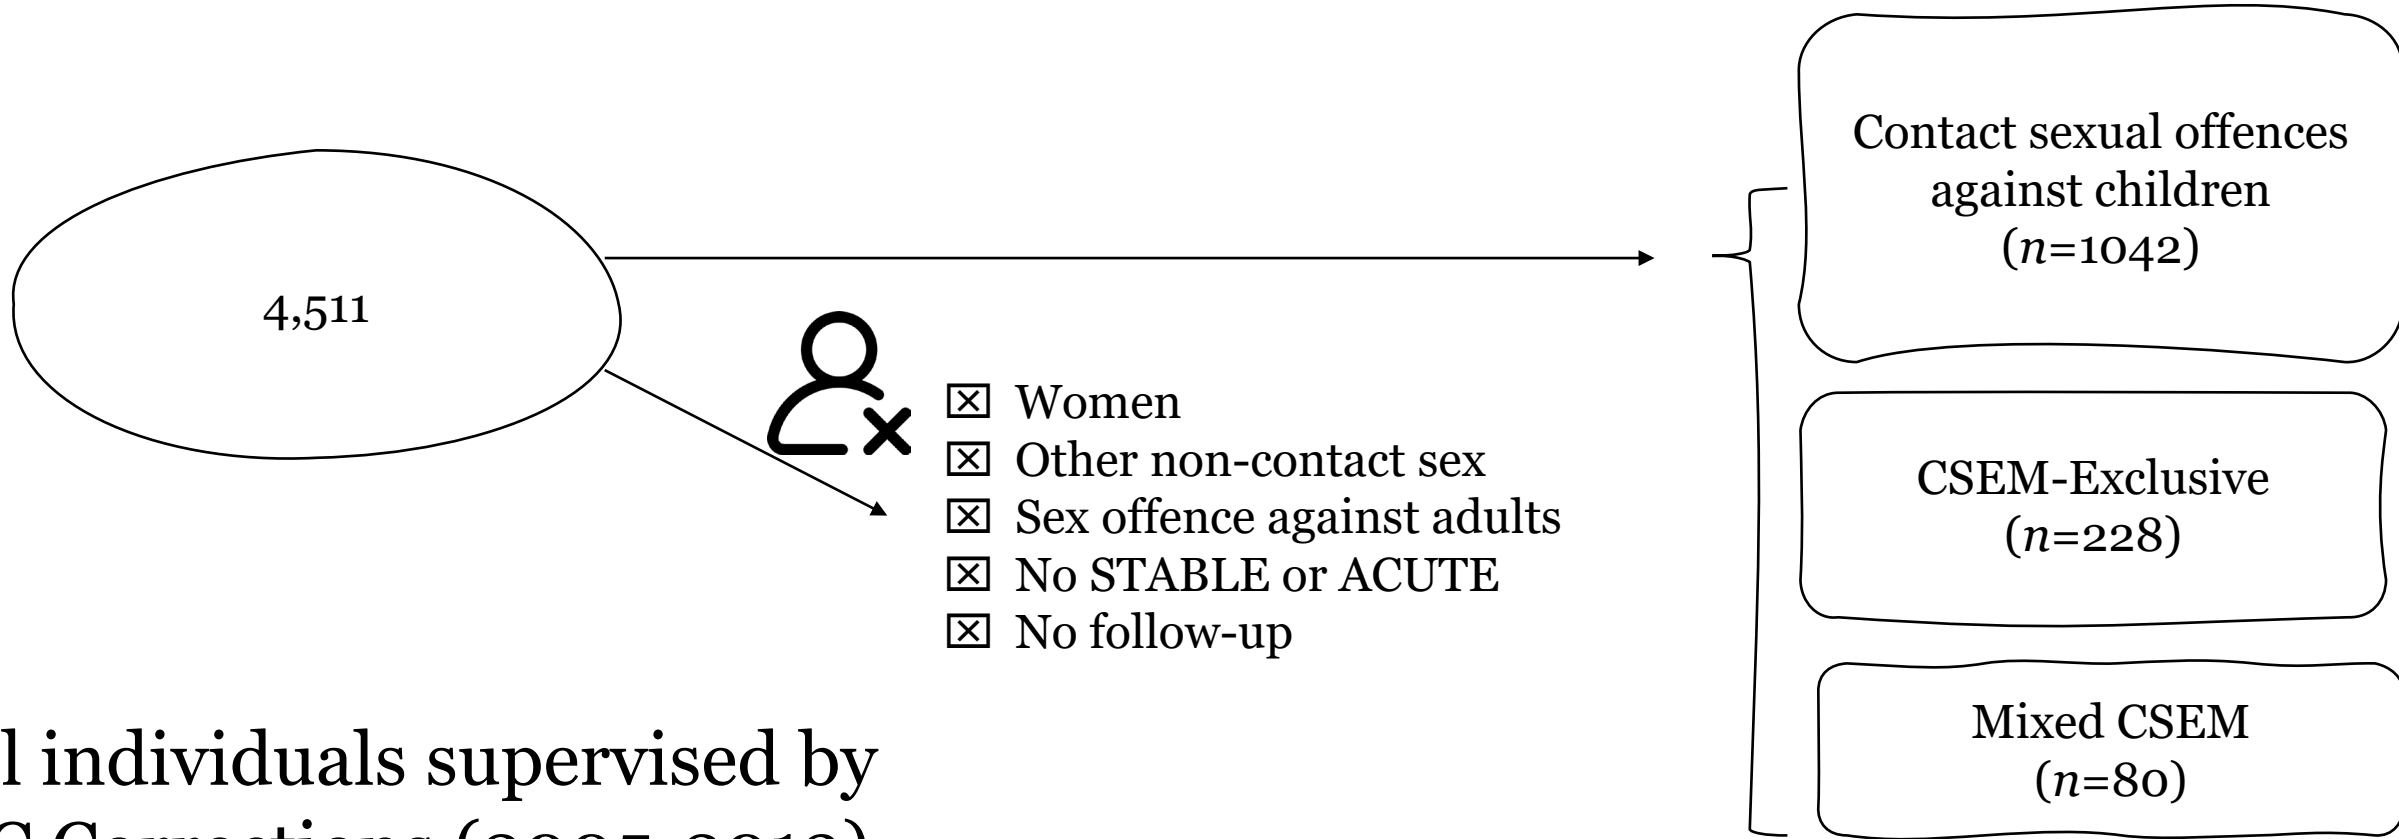 4,511
☒ Women
☒ Other non-contact sex
☒ Sex offence against adults
☒ No STABLE or ACUTE
☒ No follow-up
Contact sexual offences
against children
(n=1042)
CSEM-Exclusive
(n=228)
Mixed CSEM
(n=80)
individuals supervised by
Corrections